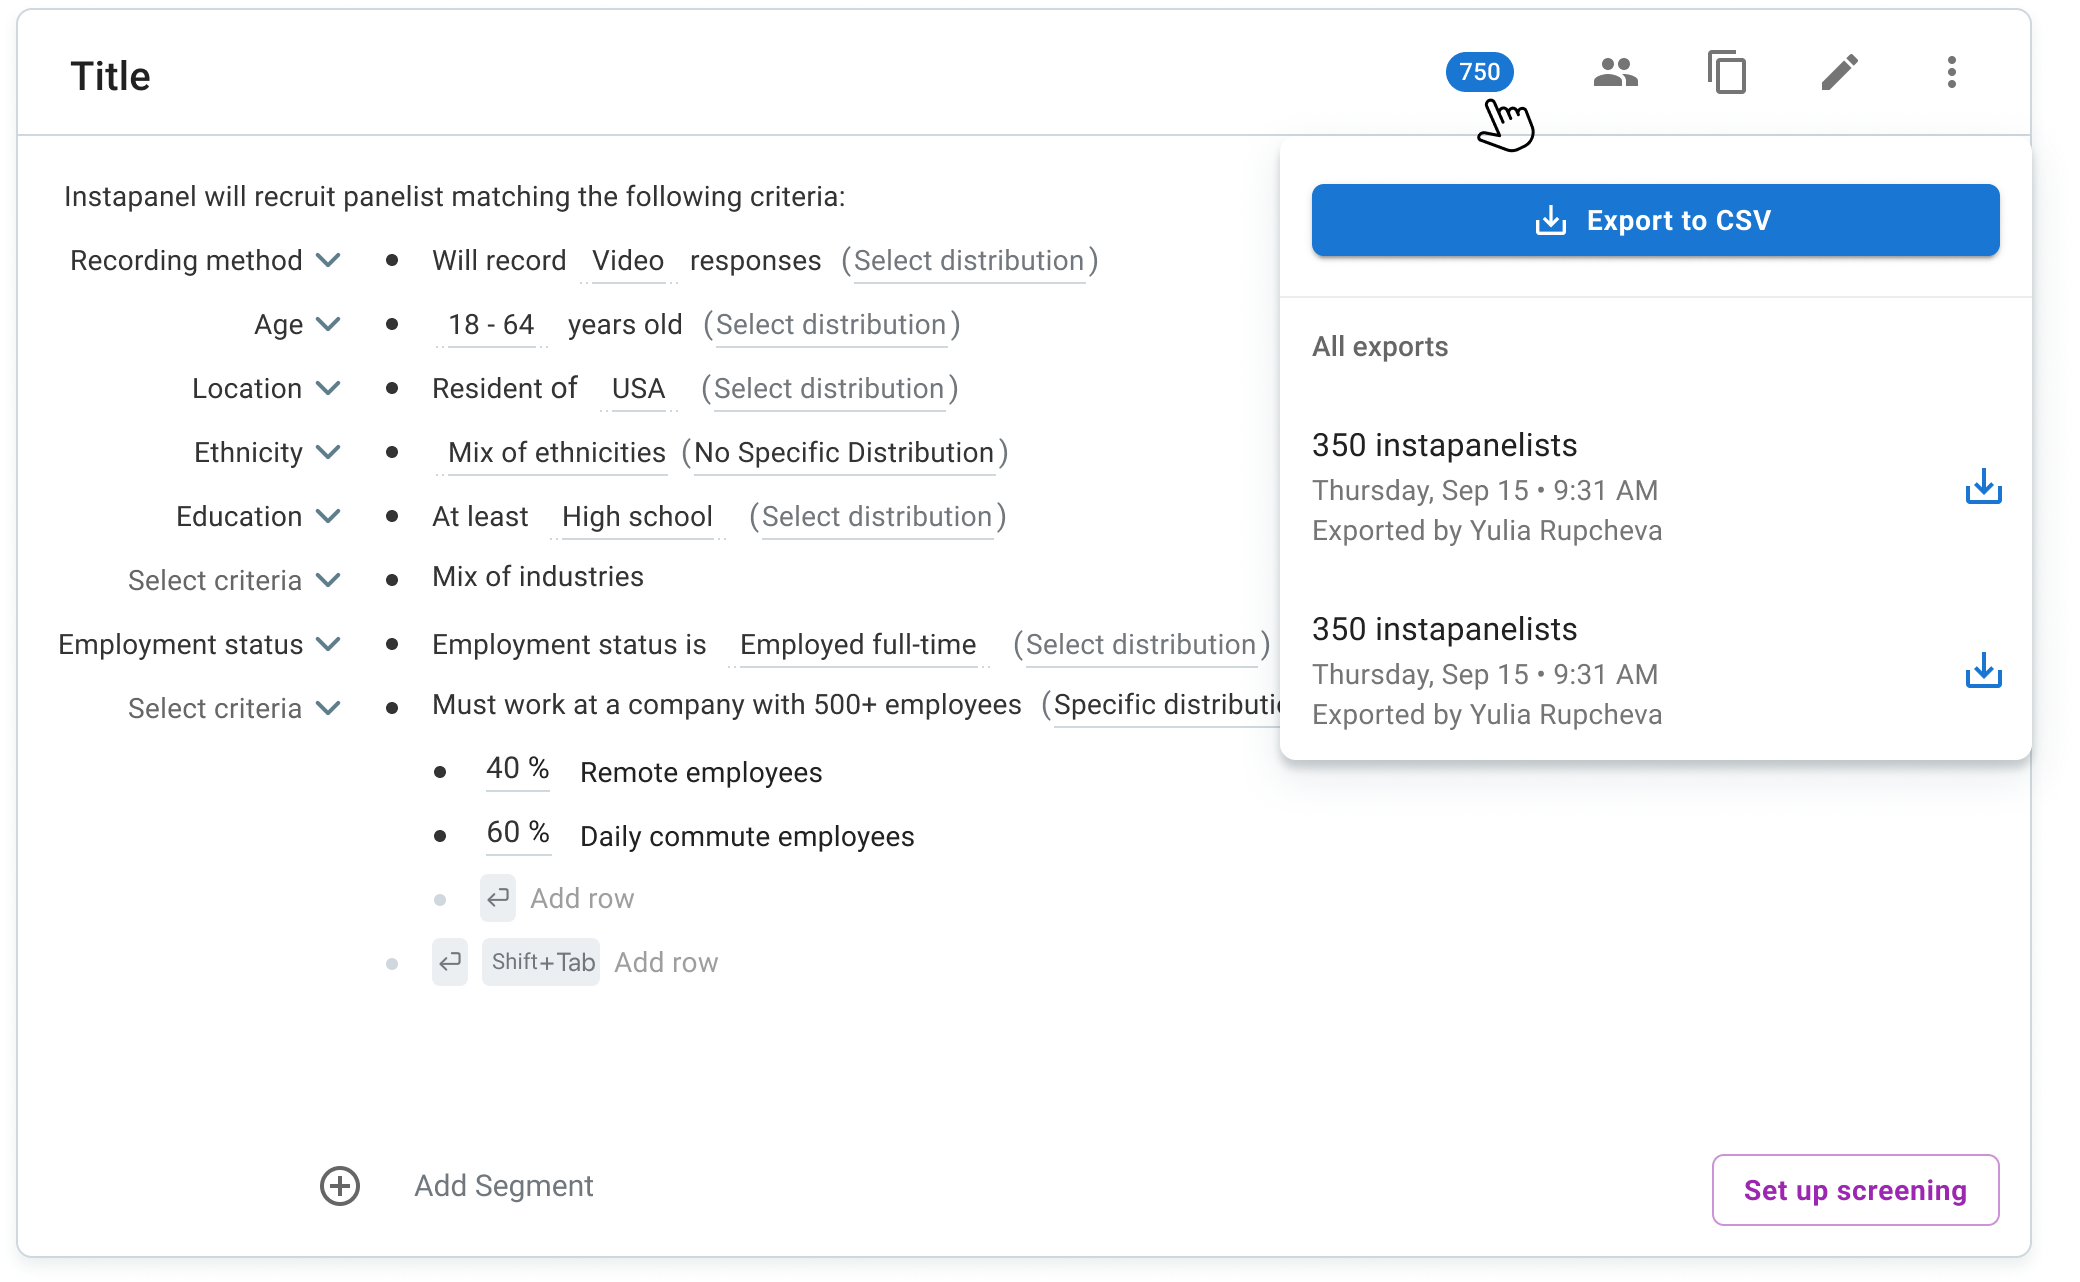 Title
750
Instapanel will recruit panelist matching the following criteria:
Recording method • Will record Video responses (Select distribution)
Age • 18 - 64 years old (Select distribution)
Location • Resident of USA (Select distribution)
Ethnicity • Mix of ethnicities (No Specific Distribution)
Education • At least High school (Select distribution)
Select criteria • Mix of industries
Employment status • Employment status is Employed full-time (Select distribution)
Select criteria • Must work at a company with 500+ employees (Specific
• 40 % Remote employees
• 60 % Daily commute employees
• Add row
• Shift+Tab Add row
Add Segment
Set up screening
Export to CSV
All exports
350 instapanelists
Thursday, Sep 15 • 9:31 AM
Exported by Yulia Rupcheva
350 instapanelists
Thursday, Sep 15 • 9:31 AM
Exported by Yulia Rupcheva